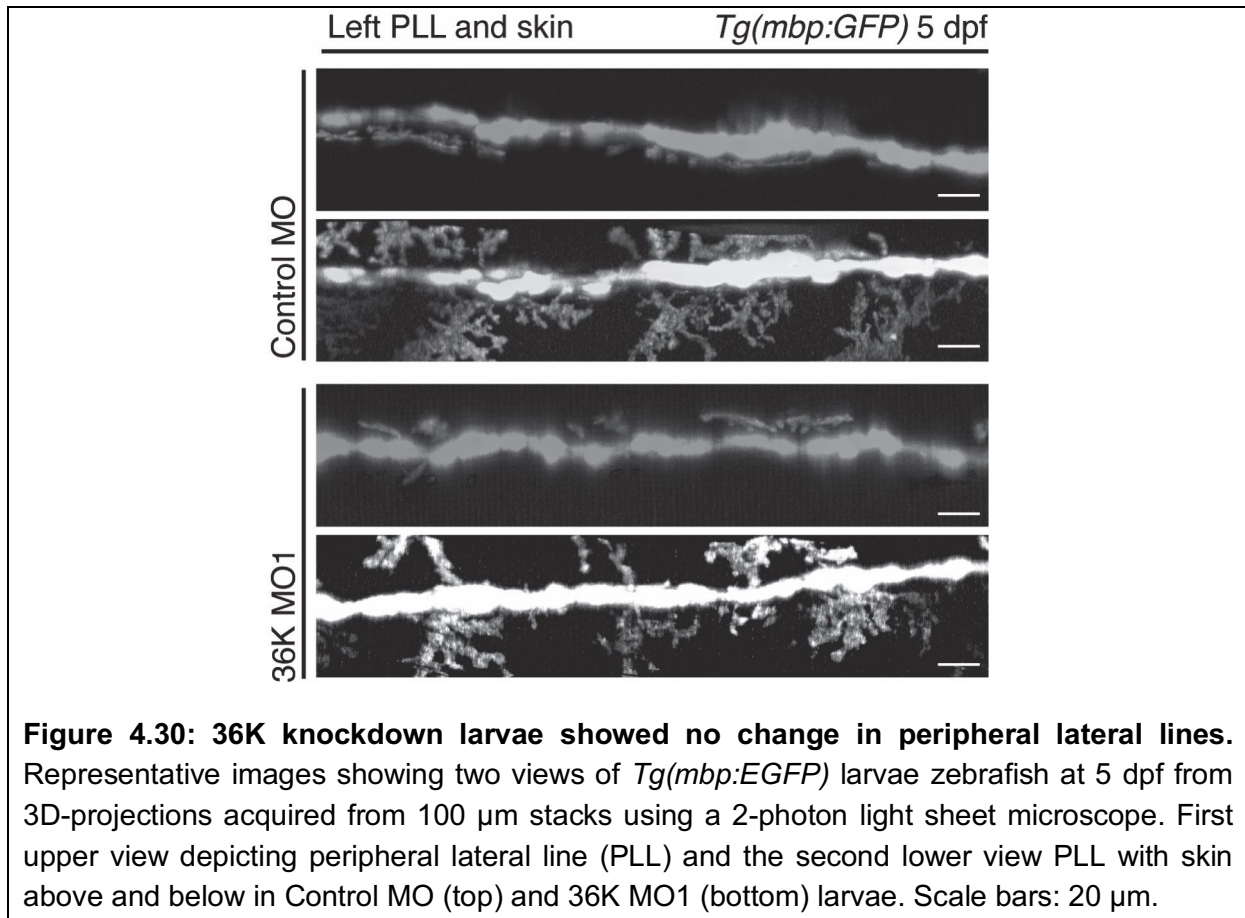 Left PLL and skin Tg(mbp:GFP) 5 dpf
Control MO
36K MO1
Figure 4.30: 36K knockdown larvae showed no change in peripheral lateral lines.
Representative images showing two views of Tg(mbp:EGFP) larvae zebrafish at 5 dpf from
3D-projections acquired from 100 µm stacks using a 2-photon light sheet microscope. First
upper view depicting peripheral lateral line (PLL) and the second lower view PLL with skin
above and below in Control MO (top) and 36K MO1 (bottom) larvae. Scale bars: 20 µm.